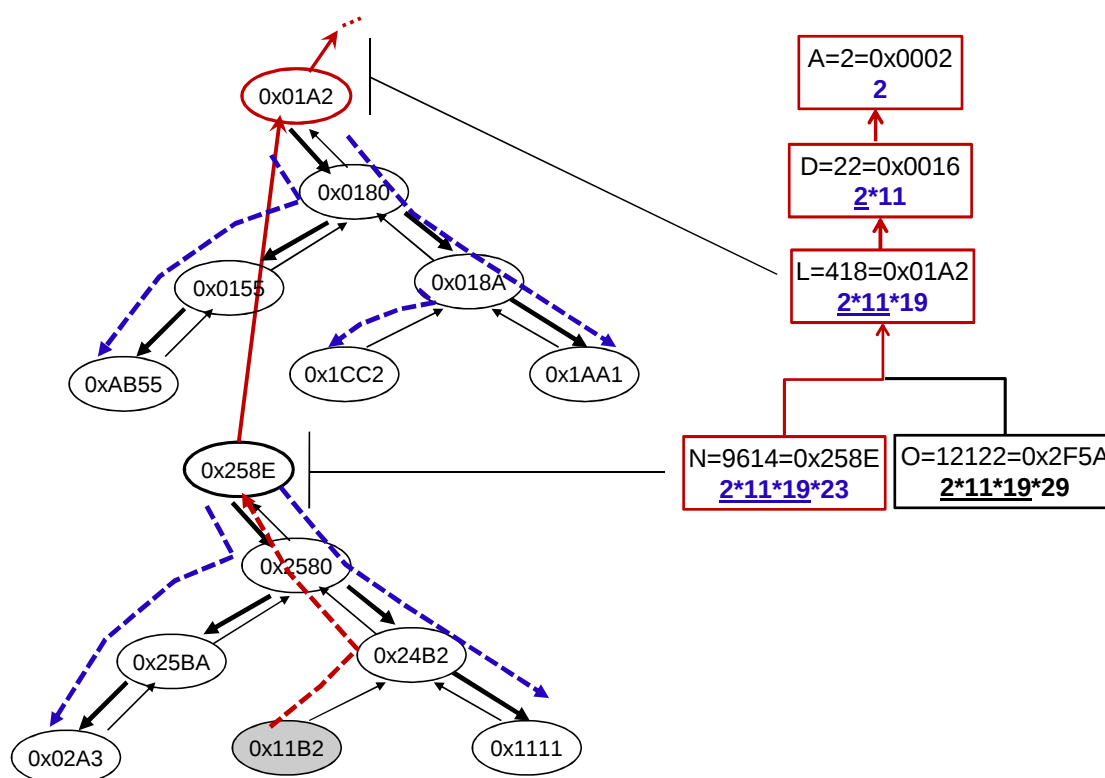 0x01A2
0x0180
0x0155
0x018A
0xAB55
0x1CC2
0x1AA1
0x258E
0x2580
0x25BA
0x24B2
0x02A3
0x11B2
0x1111
A=2=0x0002
2
D=22=0x0016
2*11
L=418=0x01A2
2*11*19
N=9614=0x258E
2*11*19*23
O=12122=0x2F5A
2*11*19*29